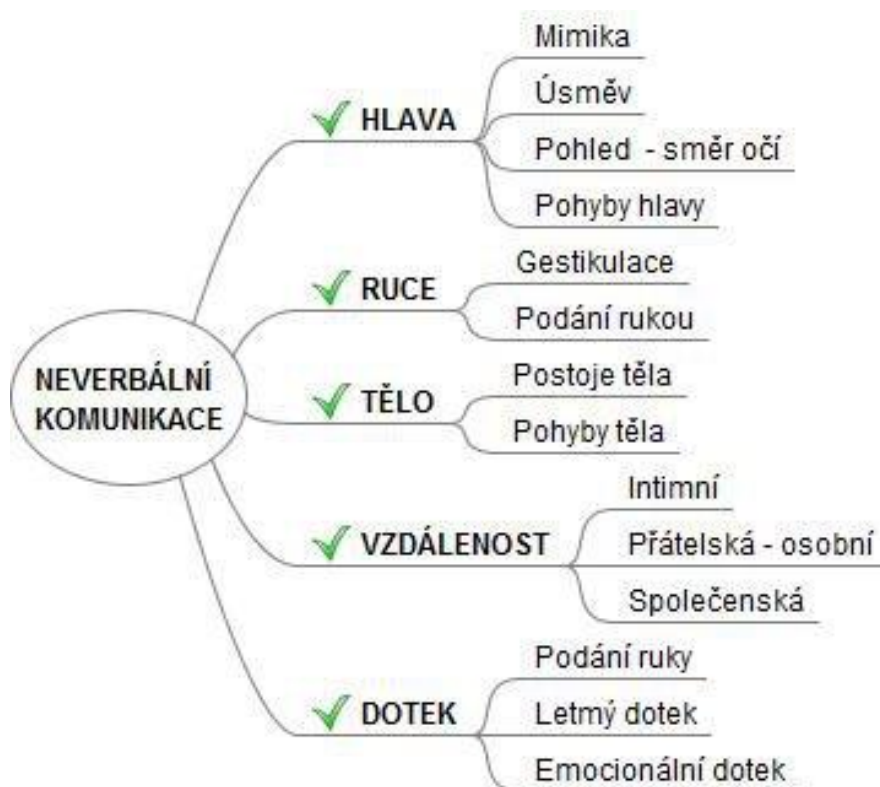 NEVERBÁLNÍ
KOMUNIKACE
HLAVA
Mimika
Úsměv
Pohled - směr očí
Pohyby hlavy
RUCE
Gestikulace
Podání rukou
TĚLO
Postoje těla
Pohyby těla
VZDÁLENOST
Intimní
Přátelská - osobní
Společenská
DOTEK
Podání ruky
Letmý dotek
Emocionální dotek